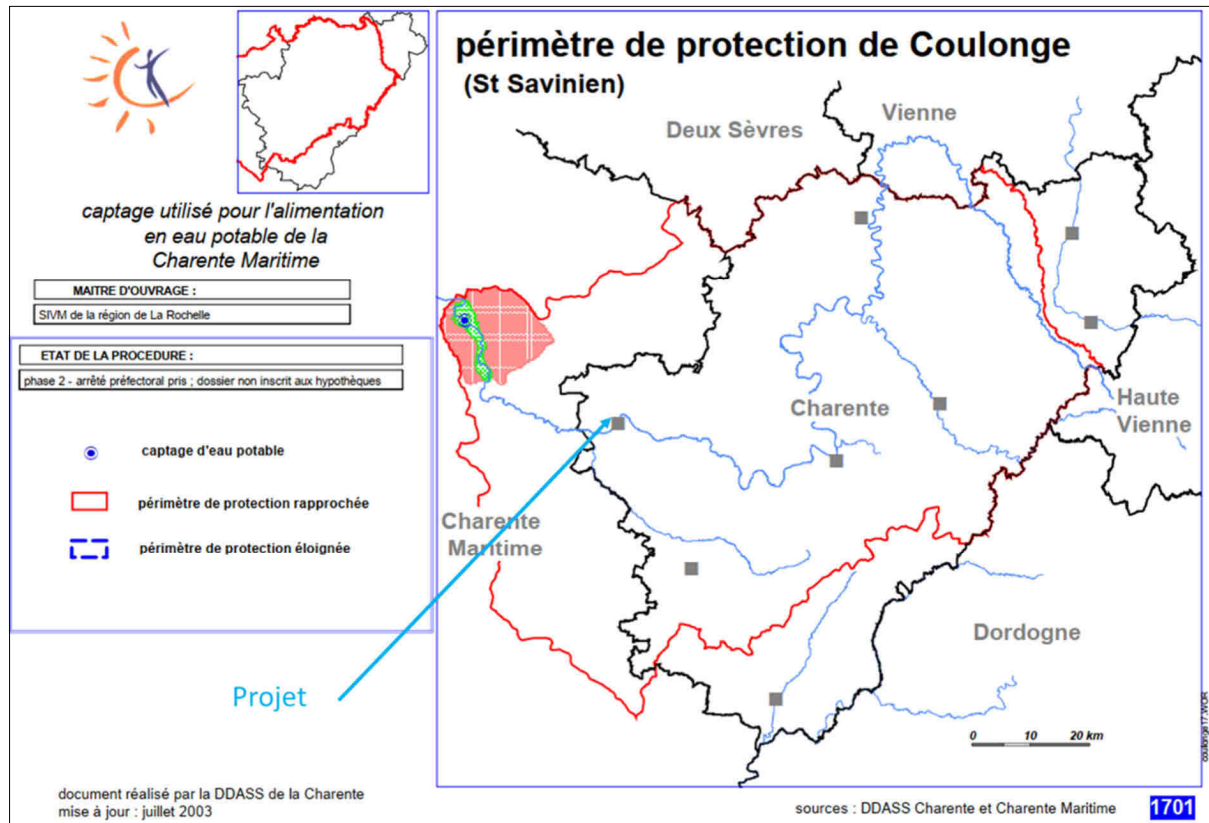 périmètre de protection de Coulonge
(St Savinien)
captage utilisé pour l'alimentation
en eau potable de la
Charente Maritime
MAITRE D'OUVRAGE :
SIVM de la région de La Rochelle
ETAT DE LA PROCEDURE :
phase 2 - arrêté préfectoral pris ; dossier non inscrit aux hypothèques
captage d'eau potable
périmètre de protection rapprochée
périmètre de protection éloignée
Deux Sèvres
Vienne
Charente
Haute
Vienne
Charente
Maritime
Dordogne
Projet
0 10 20 km
coulonge17.WOR
document réalisé par la DDASS de la Charente
mise à jour : juillet 2003
sources : DDASS Charente et Charente Maritime
1701